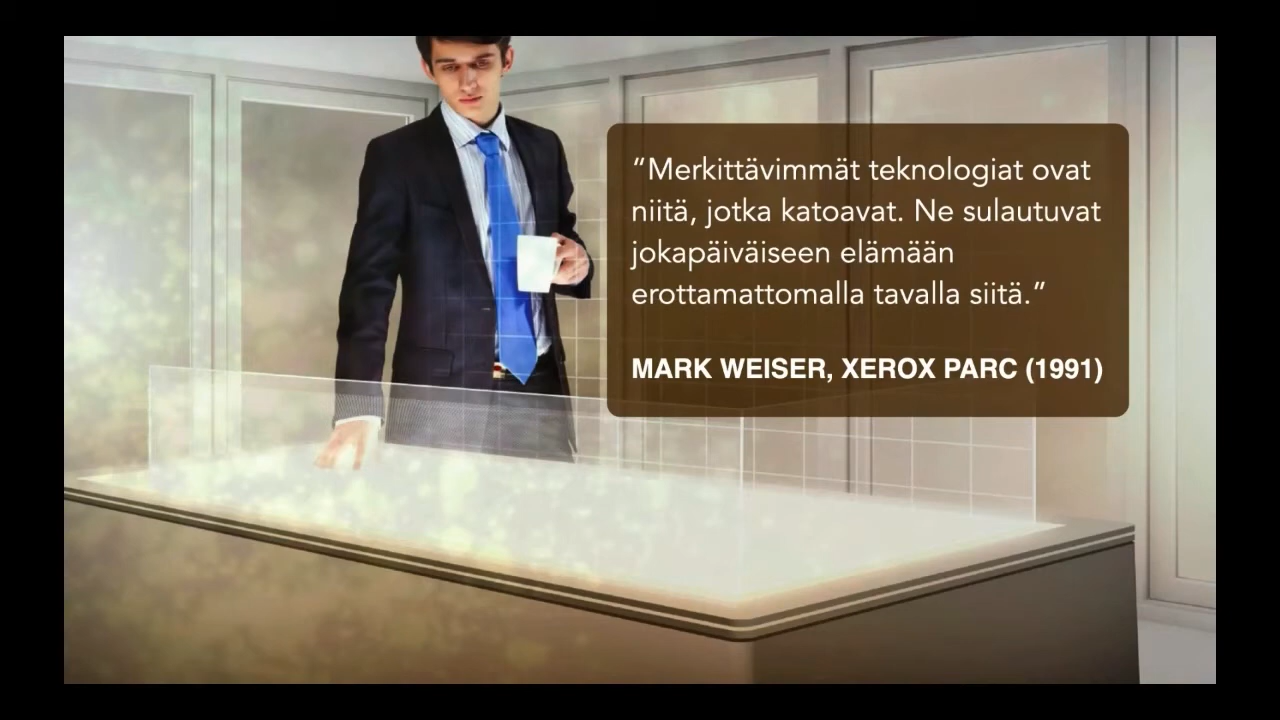 “Merkittävimmät teknologiat ovat
niitä, jotka katoavat. Ne sulautuvat
jokapäiväiseen elämään
erottamattomalla tavalla siitä.”
MARK WEISER, XEROX PARC (1991)